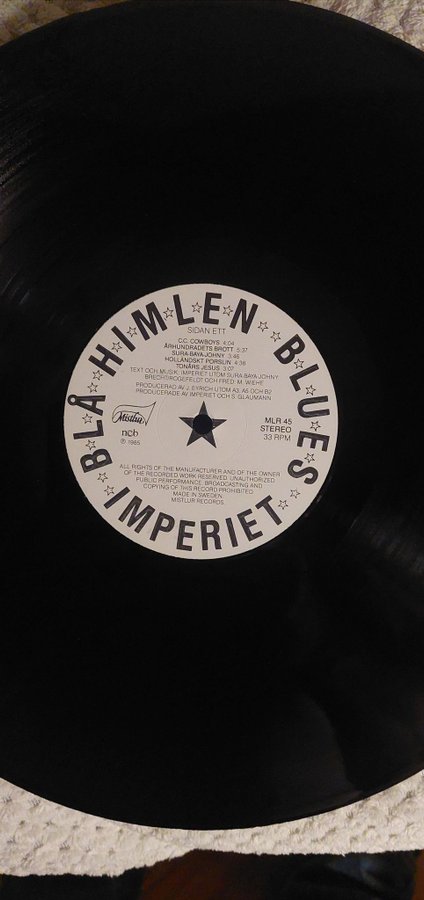 BLÅ HIMLEN BLUES
SIDAN ETT
C.C. COWBOYS 4:04
ÅRHUNDRADETS BROTT 5:37
SURA-BAYA-JOHNY 3:46
HOLLÄNDSKT PORSLIN 4:38
TONÅRS JESUS 3:07
TEXT OCH MUSIK: IMPERIET UTOM SURA-BAYA-JOHNY
BRECHT/ROGEFELDT OCH FRED: M. WIEHE
PRODUCERAD AV J. EYRICH UTOM A3, A5 OCH B2
PRODUCERADE AV IMPERIET OCH S. GLAUMANN
Mistlur
ncb
℗ 1985
MLR 45
STEREO
33 RPM
ALL RIGHTS OF THE MANUFACTURER AND OF THE OWNER
OF THE RECORDED WORK RESERVED. UNAUTHORIZED
PUBLIC PERFORMANCE, BROADCASTING AND
COPYING OF THIS RECORD PROHIBITED
MADE IN SWEDEN
MISTLUR RECORDS.
IMPERIET